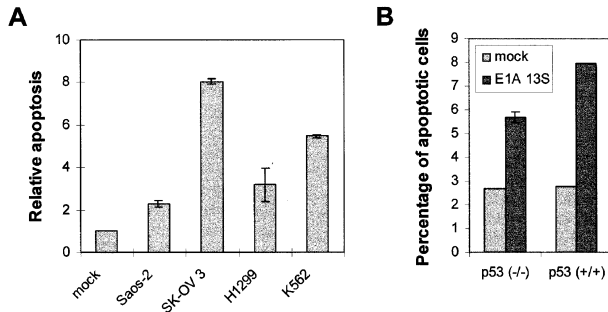 A
Relative apoptosis
10
8
6
4
2
0
mock
Saos-2
SK-OV 3
H1299
K562
B
Percentage of apoptotic cells
9
8
7
6
5
4
3
2
1
0
mock
E1A 13S
p53 (-/-)
p53 (+/+)